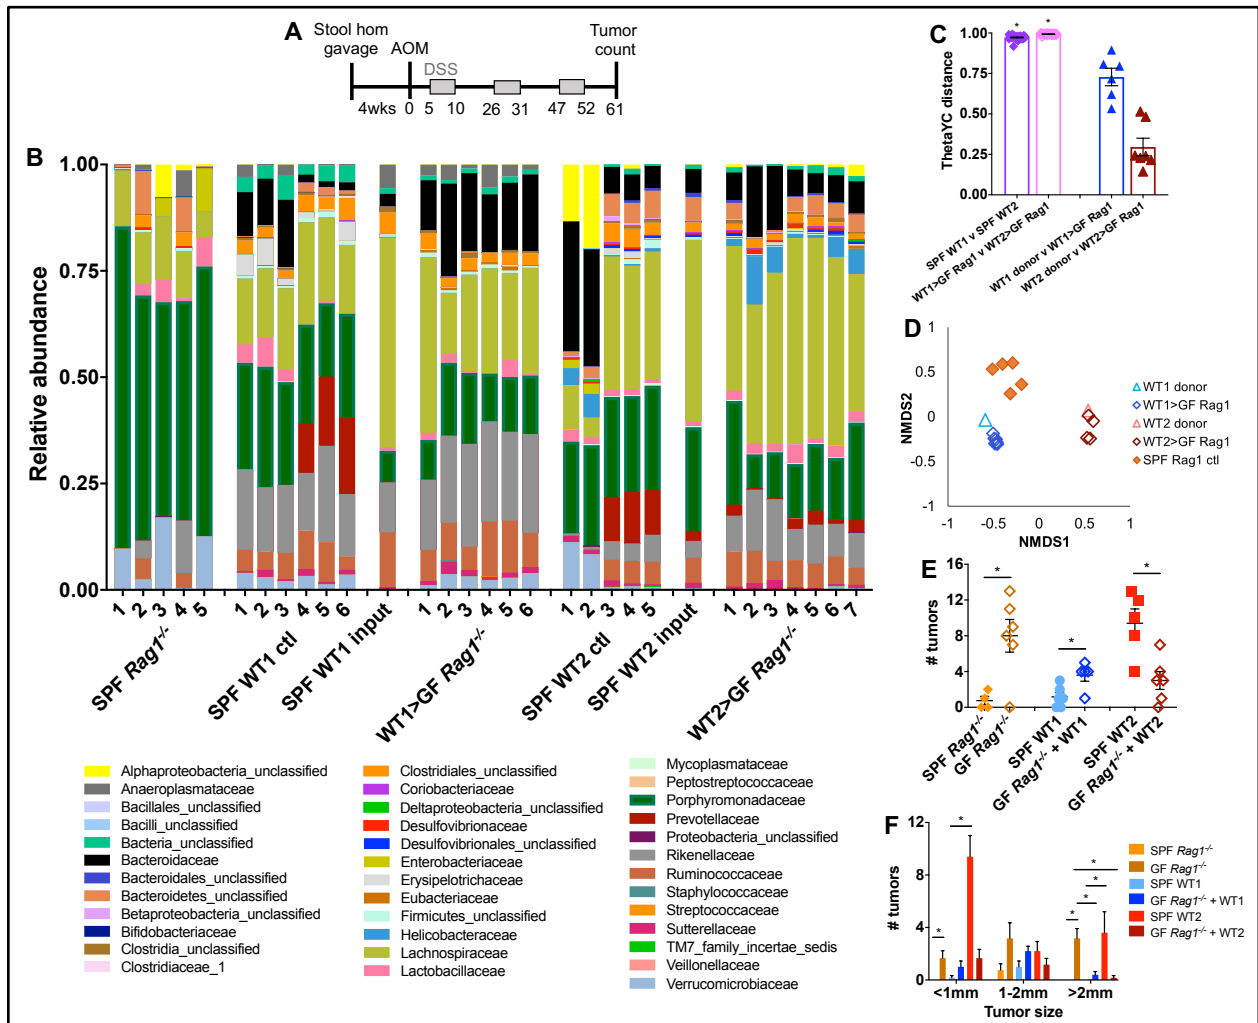 A
Stool hom
gavage
AOM
Tumor
count
DSS
4wks
0
5
10
26
31
47
52
61
B
Relative abundance
1.00
0.75
0.50
0.25
0.00
1
2
3
4
5
1
2
3
4
5
6
1
2
3
4
5
6
1
2
3
4
5
1
2
3
4
5
6
7
SPF Rag1-/-
SPF WT1 ctl
SPF WT1 input
WT1>GF Rag1-/-
SPF WT2 ctl
SPF WT2 input
WT2>GF Rag1-/-
Alphaproteobacteria_unclassified
Anaeroplasmataceae
Bacillales_unclassified
Bacilli_unclassified
Bacteria_unclassified
Bacteroidaceae
Bacteroidales_unclassified
Bacteroidetes_unclassified
Betaproteobacteria_unclassified
Bifidobacteriaceae
Clostridia_unclassified
Clostridiaceae_1
Clostridiales_unclassified
Coriobacteriaceae
Deltaproteobacteria_unclassified
Desulfovibrionaceae
Desulfovibrionales_unclassified
Enterobacteriaceae
Erysipelotrichaceae
Eubacteriaceae
Firmicutes_unclassified
Helicobacteraceae
Lachnospiraceae
Lactobacillaceae
Mycoplasmataceae
Peptostreptococcaceae
Porphyromonadaceae
Prevotellaceae
Proteobacteria_unclassified
Rikenellaceae
Ruminococcaceae
Staphylococcaceae
Streptococcaceae
Sutterellaceae
TM7_family_incertae_sedis
Veillonellaceae
Verrucomicrobiaceae
C
ThetaYC distance
1.00
0.75
0.50
0.25
0.00
*
*
SPF WT1 v SPF WT2
WT1>GF Rag1 v WT2>GF Rag1
WT1 donor v WT1>GF Rag1
WT2 donor v WT2>GF Rag1
D
NMDS2
1
0.5
0
-0.5
-1
-1
-0.5
0
0.5
1
NMDS1
WT1 donor
WT1>GF Rag1
WT2 donor
WT2>GF Rag1
SPF Rag1 ctl
E
# tumors
16
12
8
4
0
*
*
*
SPF Rag1-/-
GF Rag1-/-
SPF WT1
GF Rag1-/- + WT1
SPF WT2
GF Rag1-/- + WT2
F
# tumors
12
8
4
0
*
*
*
*
*
*
<1mm
1-2mm
>2mm
Tumor size
SPF Rag1-/-
GF Rag1-/-
SPF WT1
GF Rag1-/- + WT1
SPF WT2
GF Rag1-/- + WT2